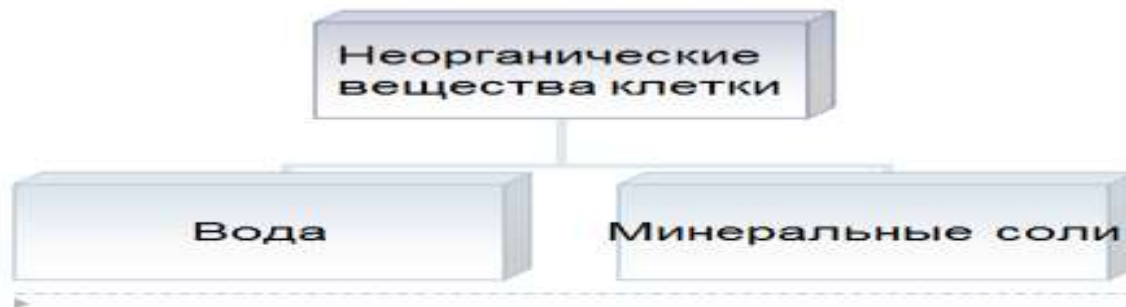 Неорганические
вещества клетки
Вода
Минеральные соли